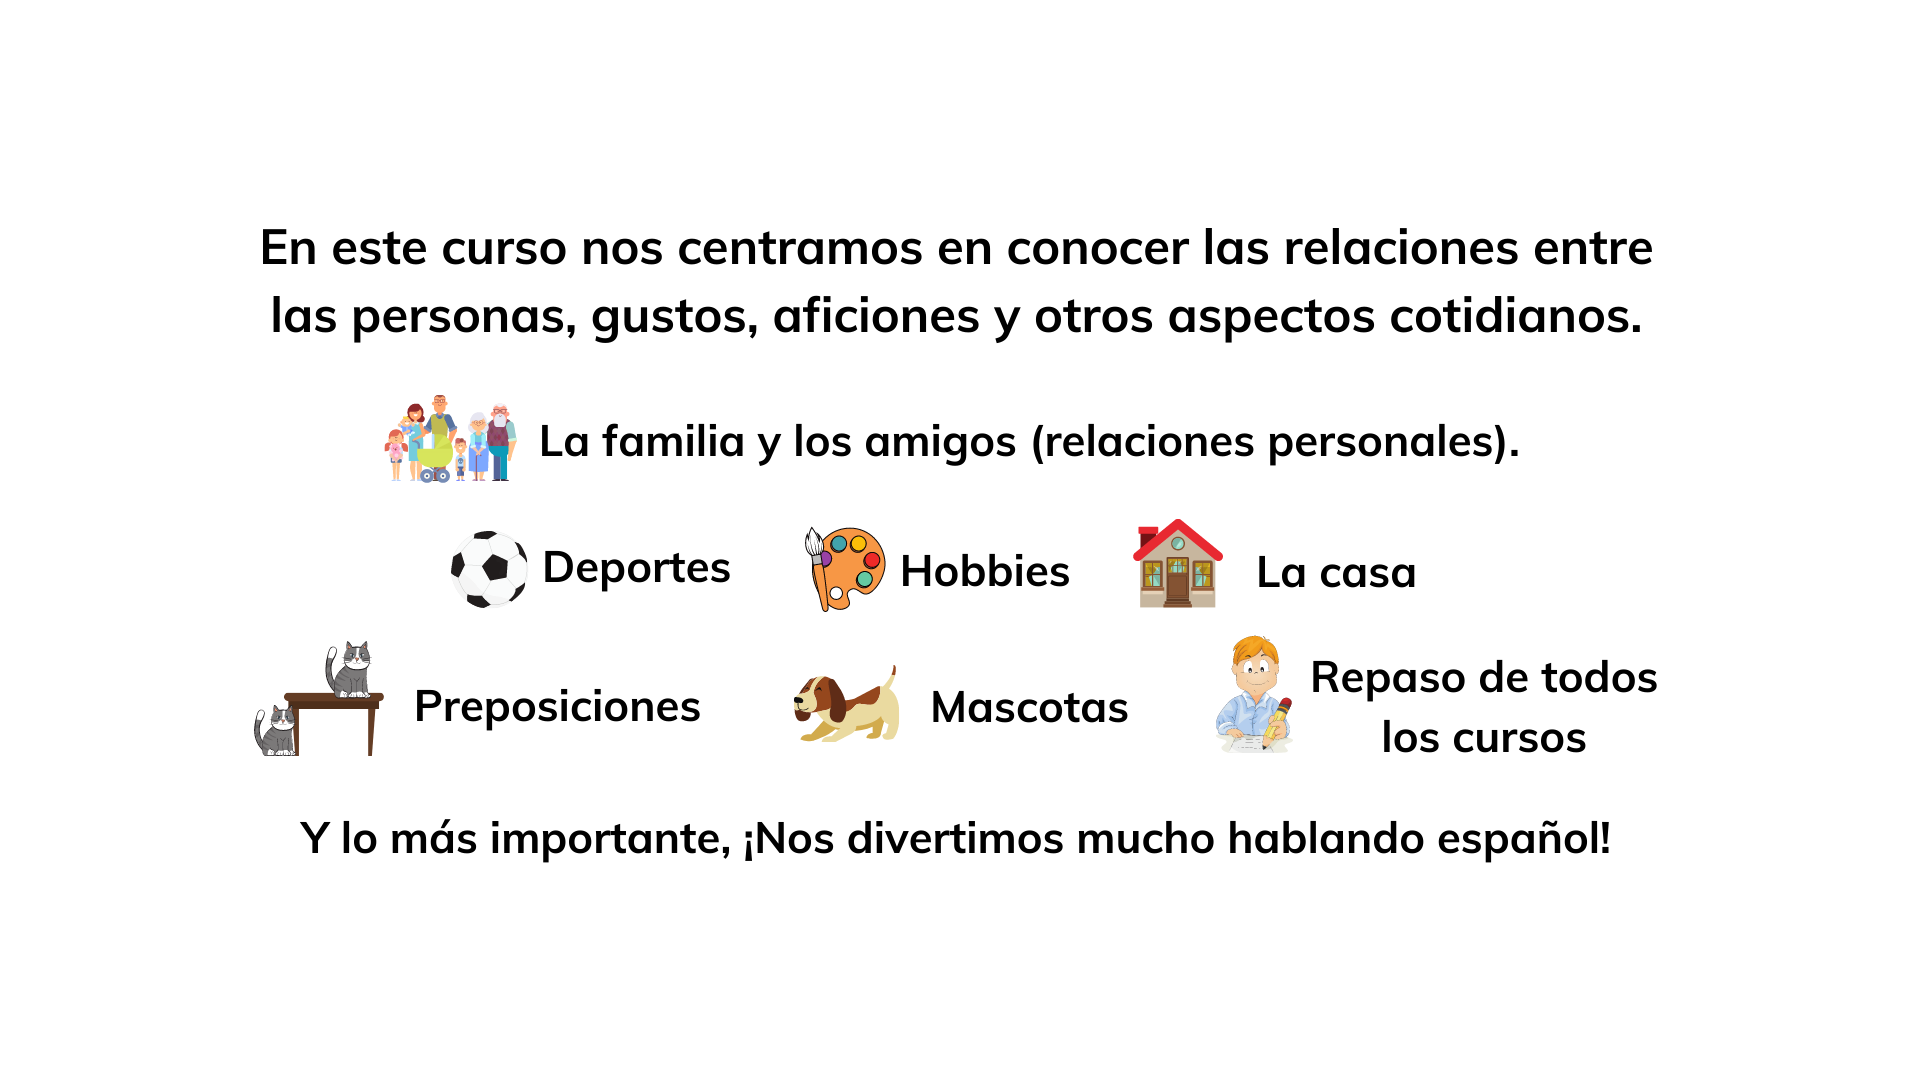 En este curso nos centramos en conocer las relaciones entre
las personas, gustos, aficiones y otros aspectos cotidianos.
La familia y los amigos (relaciones personales).
Deportes
Hobbies
La casa
Preposiciones
Mascotas
Repaso de todos
los cursos
Y lo más importante, ¡Nos divertimos mucho hablando español!